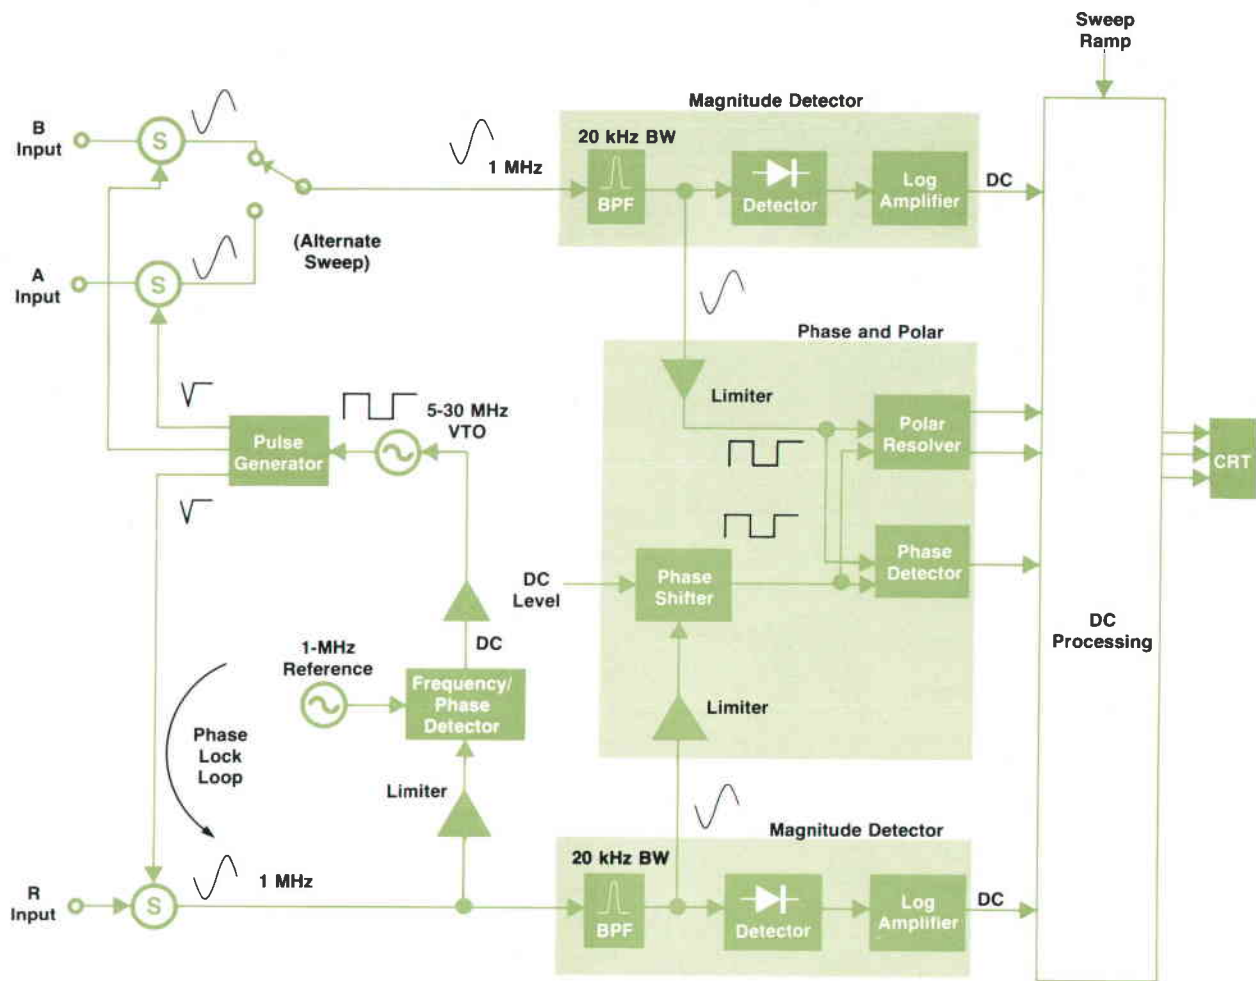 Sweep
Ramp
Magnitude Detector
B
Input
S
20 kHz BW
1 MHz
BPF
Detector
Log
Amplifier
DC
(Alternate
Sweep)
A
Input
S
Phase and Polar
Limiter
5-30 MHz
VTO
Pulse
Generator
Polar
Resolver
CRT
Phase
Detector
DC
Level
Phase
Shifter
DC
Processing
1-MHz
Reference
DC
Frequency/
Phase
Detector
Limiter
Phase
Lock
Loop
Limiter
Magnitude Detector
R
Input
S
1 MHz
20 kHz BW
BPF
Detector
Log
Amplifier
DC